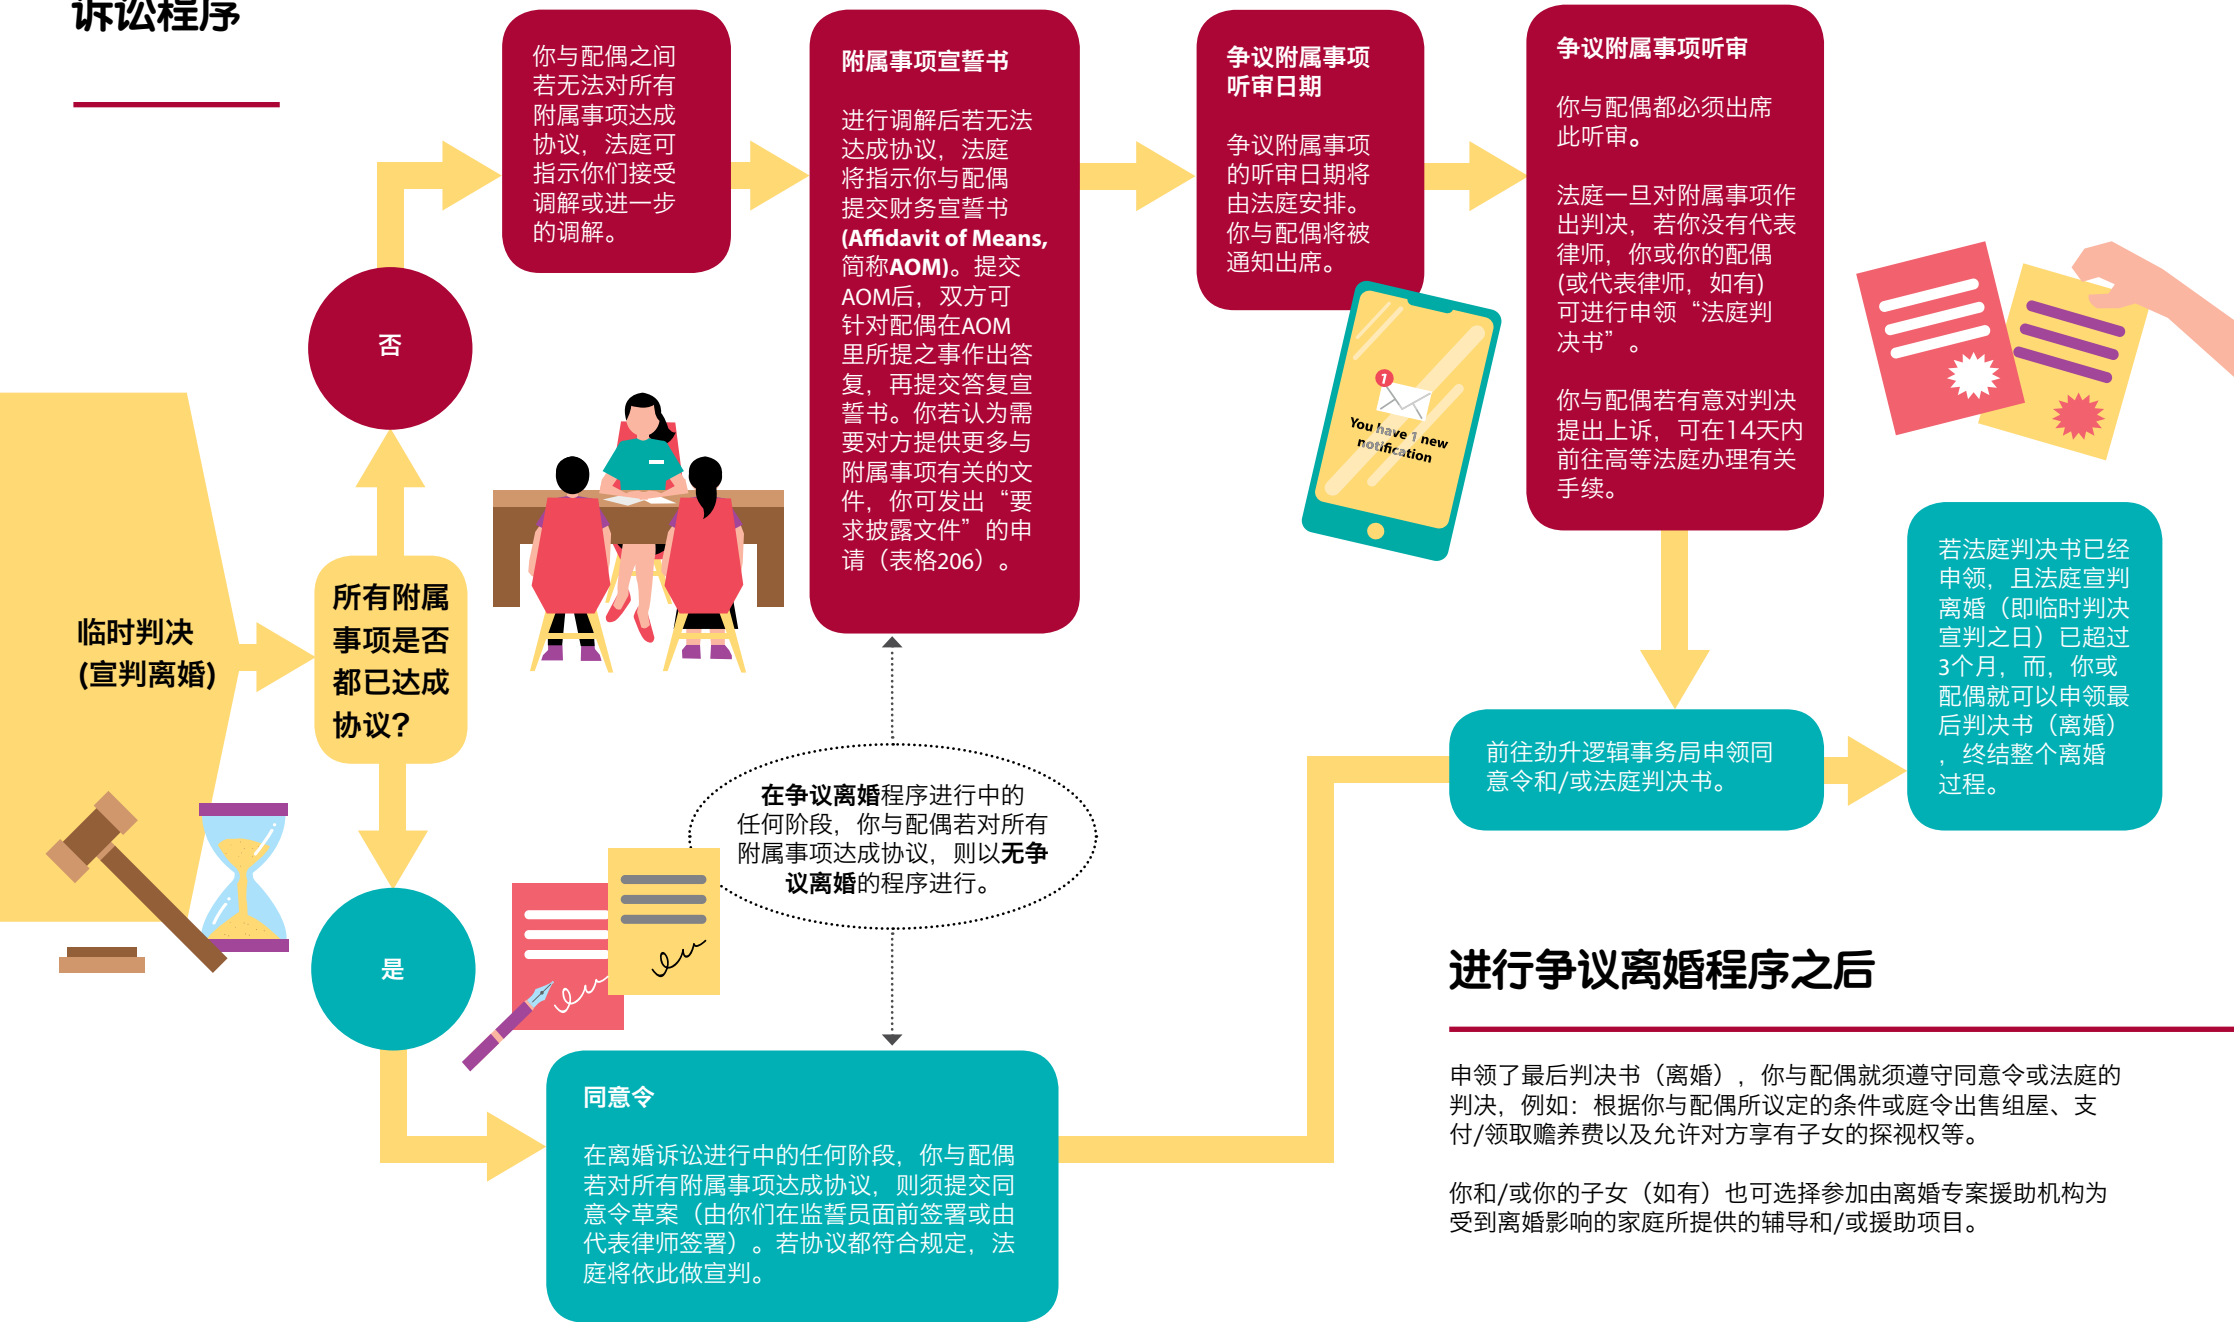 诉讼程序
你与配偶之间
若无法对所有
附属事项达成
协议，法庭可
指示你们接受
调解或进一步
的调解。
附属事项宣誓书
进行调解后若无法
达成协议，法庭
将指示你与配偶
提交财务宣誓书
(Affidavit of Means,
简称AOM)。提交
AOM后，双方可
针对配偶在AOM
里所提之事作出答
复，再提交答复宣
誓书。你若认为需
要对方提供更多与
附属事项有关的文
件，你可发出“要
求披露文件”的申
请（表格206）。
争议附属事项
听审日期
争议附属事项
的听审日期将
由法庭安排。
你与配偶将被
通知出席。
争议附属事项听审
你与配偶都必须出席
此听审。
法庭一旦对附属事项作
出判决，若你没有代表
律师，你或你的配偶
(或代表律师，如有)
可进行申领“法庭判
决书”。
你与配偶若有意对判决
提出上诉，可在14天内
前往高等法庭办理有关
手续。
1
You have 1 new
notification
否
临时判决
(宣判离婚)
所有附属
事项是否
都已达成
协议？
是
在争议离婚程序进行中的
任何阶段，你与配偶若对所有
附属事项达成协议，则以无争
议离婚的程序进行。
同意令
在离婚诉讼进行中的任何阶段，你与配偶
若对所有附属事项达成协议，则须提交同
意令草案（由你们在监誓员面前签署或由
代表律师签署）。若协议都符合规定，法
庭将依此做宣判。
前往劲升逻辑事务局申领同
意令和/或法庭判决书。
若法庭判决书已经
申领，且法庭宣判
离婚（即临时判决
宣判之日）已超过
3个月，而，你或
配偶就可以申领最
后判决书（离婚）
，终结整个离婚
过程。
进行争议离婚程序之后
申领了最后判决书（离婚），你与配偶就须遵守同意令或法庭的
判决，例如：根据你与配偶所议定的条件或庭令出售组屋、支
付/领取赡养费以及允许对方享有子女的探视权等。
你和/或你的子女（如有）也可选择参加由离婚专案援助机构为
受到离婚影响的家庭所提供的辅导和/或援助项目。